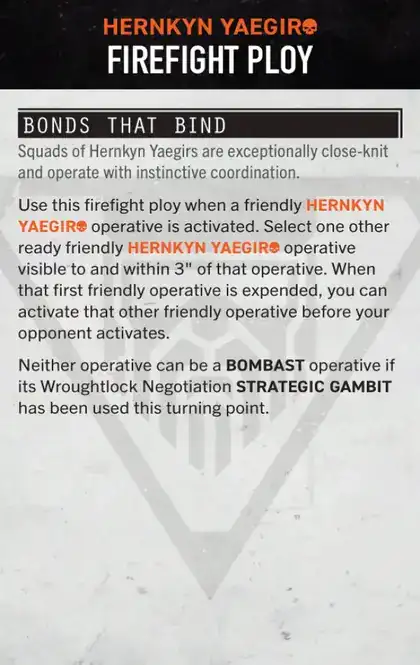 HERNKYN YAEGIR
FIREFIGHT PLOY
BONDS THAT BIND
Squads of Hernkyn Yaegirs are exceptionally close-knit
and operate with instinctive coordination.
Use this firefight ploy when a friendly HERNKYN
YAEGIR operative is activated. Select one other
ready friendly HERNKYN YAEGIR operative
visible to and within 3" of that operative. When
that first friendly operative is expended, you can
activate that other friendly operative before your
opponent activates.
Neither operative can be a BOMBAST operative if
its Wroughtlock Negotiation STRATEGIC GAMBIT
has been used this turning point.